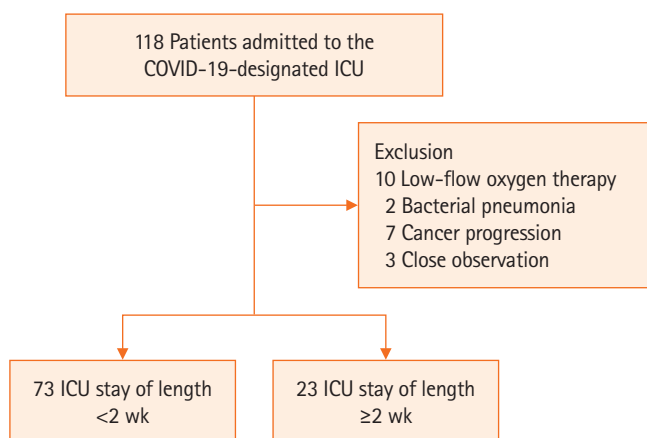 118 Patients admitted to the
COVID-19-designated ICU
Exclusion
10 Low-flow oxygen therapy
2 Bacterial pneumonia
7 Cancer progression
3 Close observation
73 ICU stay of length
<2 wk
23 ICU stay of length
≥2 wk